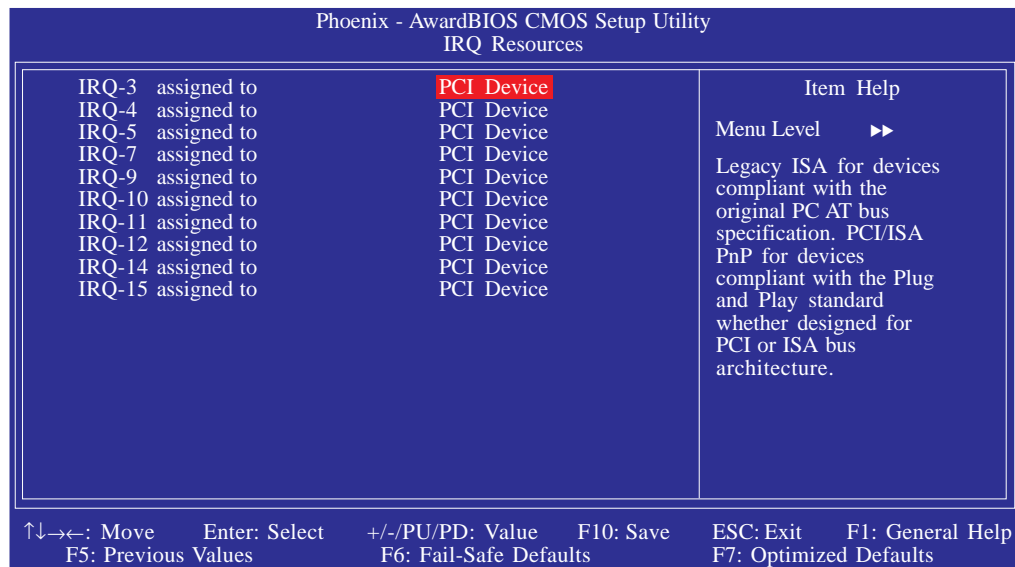 Phoenix - AwardBIOS CMOS Setup Utility
IRQ Resources
IRQ-3 assigned to PCI Device
IRQ-4 assigned to PCI Device
IRQ-5 assigned to PCI Device
IRQ-7 assigned to PCI Device
IRQ-9 assigned to PCI Device
IRQ-10 assigned to PCI Device
IRQ-11 assigned to PCI Device
IRQ-12 assigned to PCI Device
IRQ-14 assigned to PCI Device
IRQ-15 assigned to PCI Device
Item Help
Menu Level ▶▶
Legacy ISA for devices
compliant with the
original PC AT bus
specification. PCI/ISA
PnP for devices
compliant with the Plug
and Play standard
whether designed for
PCI or ISA bus
architecture.
↑↓→←: Move Enter: Select +/-/PU/PD: Value F10: Save ESC: Exit F1: General Help
F5: Previous Values F6: Fail-Safe Defaults F7: Optimized Defaults